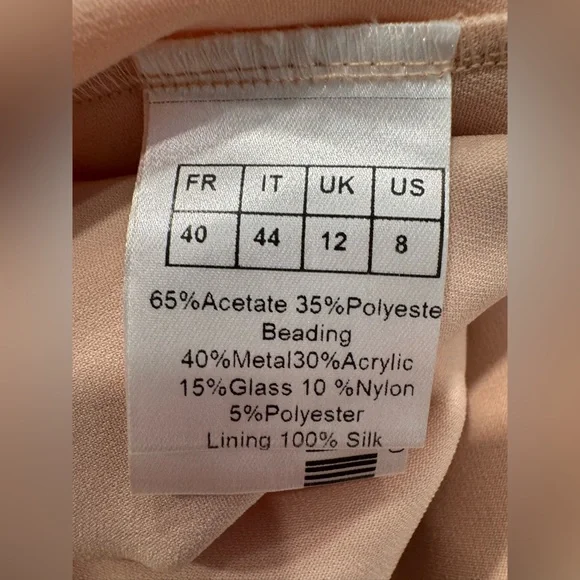 FR IT UK US
40 44 12 8
65%Acetate 35%Polyeste
Beading
40%Metal30%Acrylic
15%Glass 10 %Nylon
5%Polyester
Lining 100% Silk